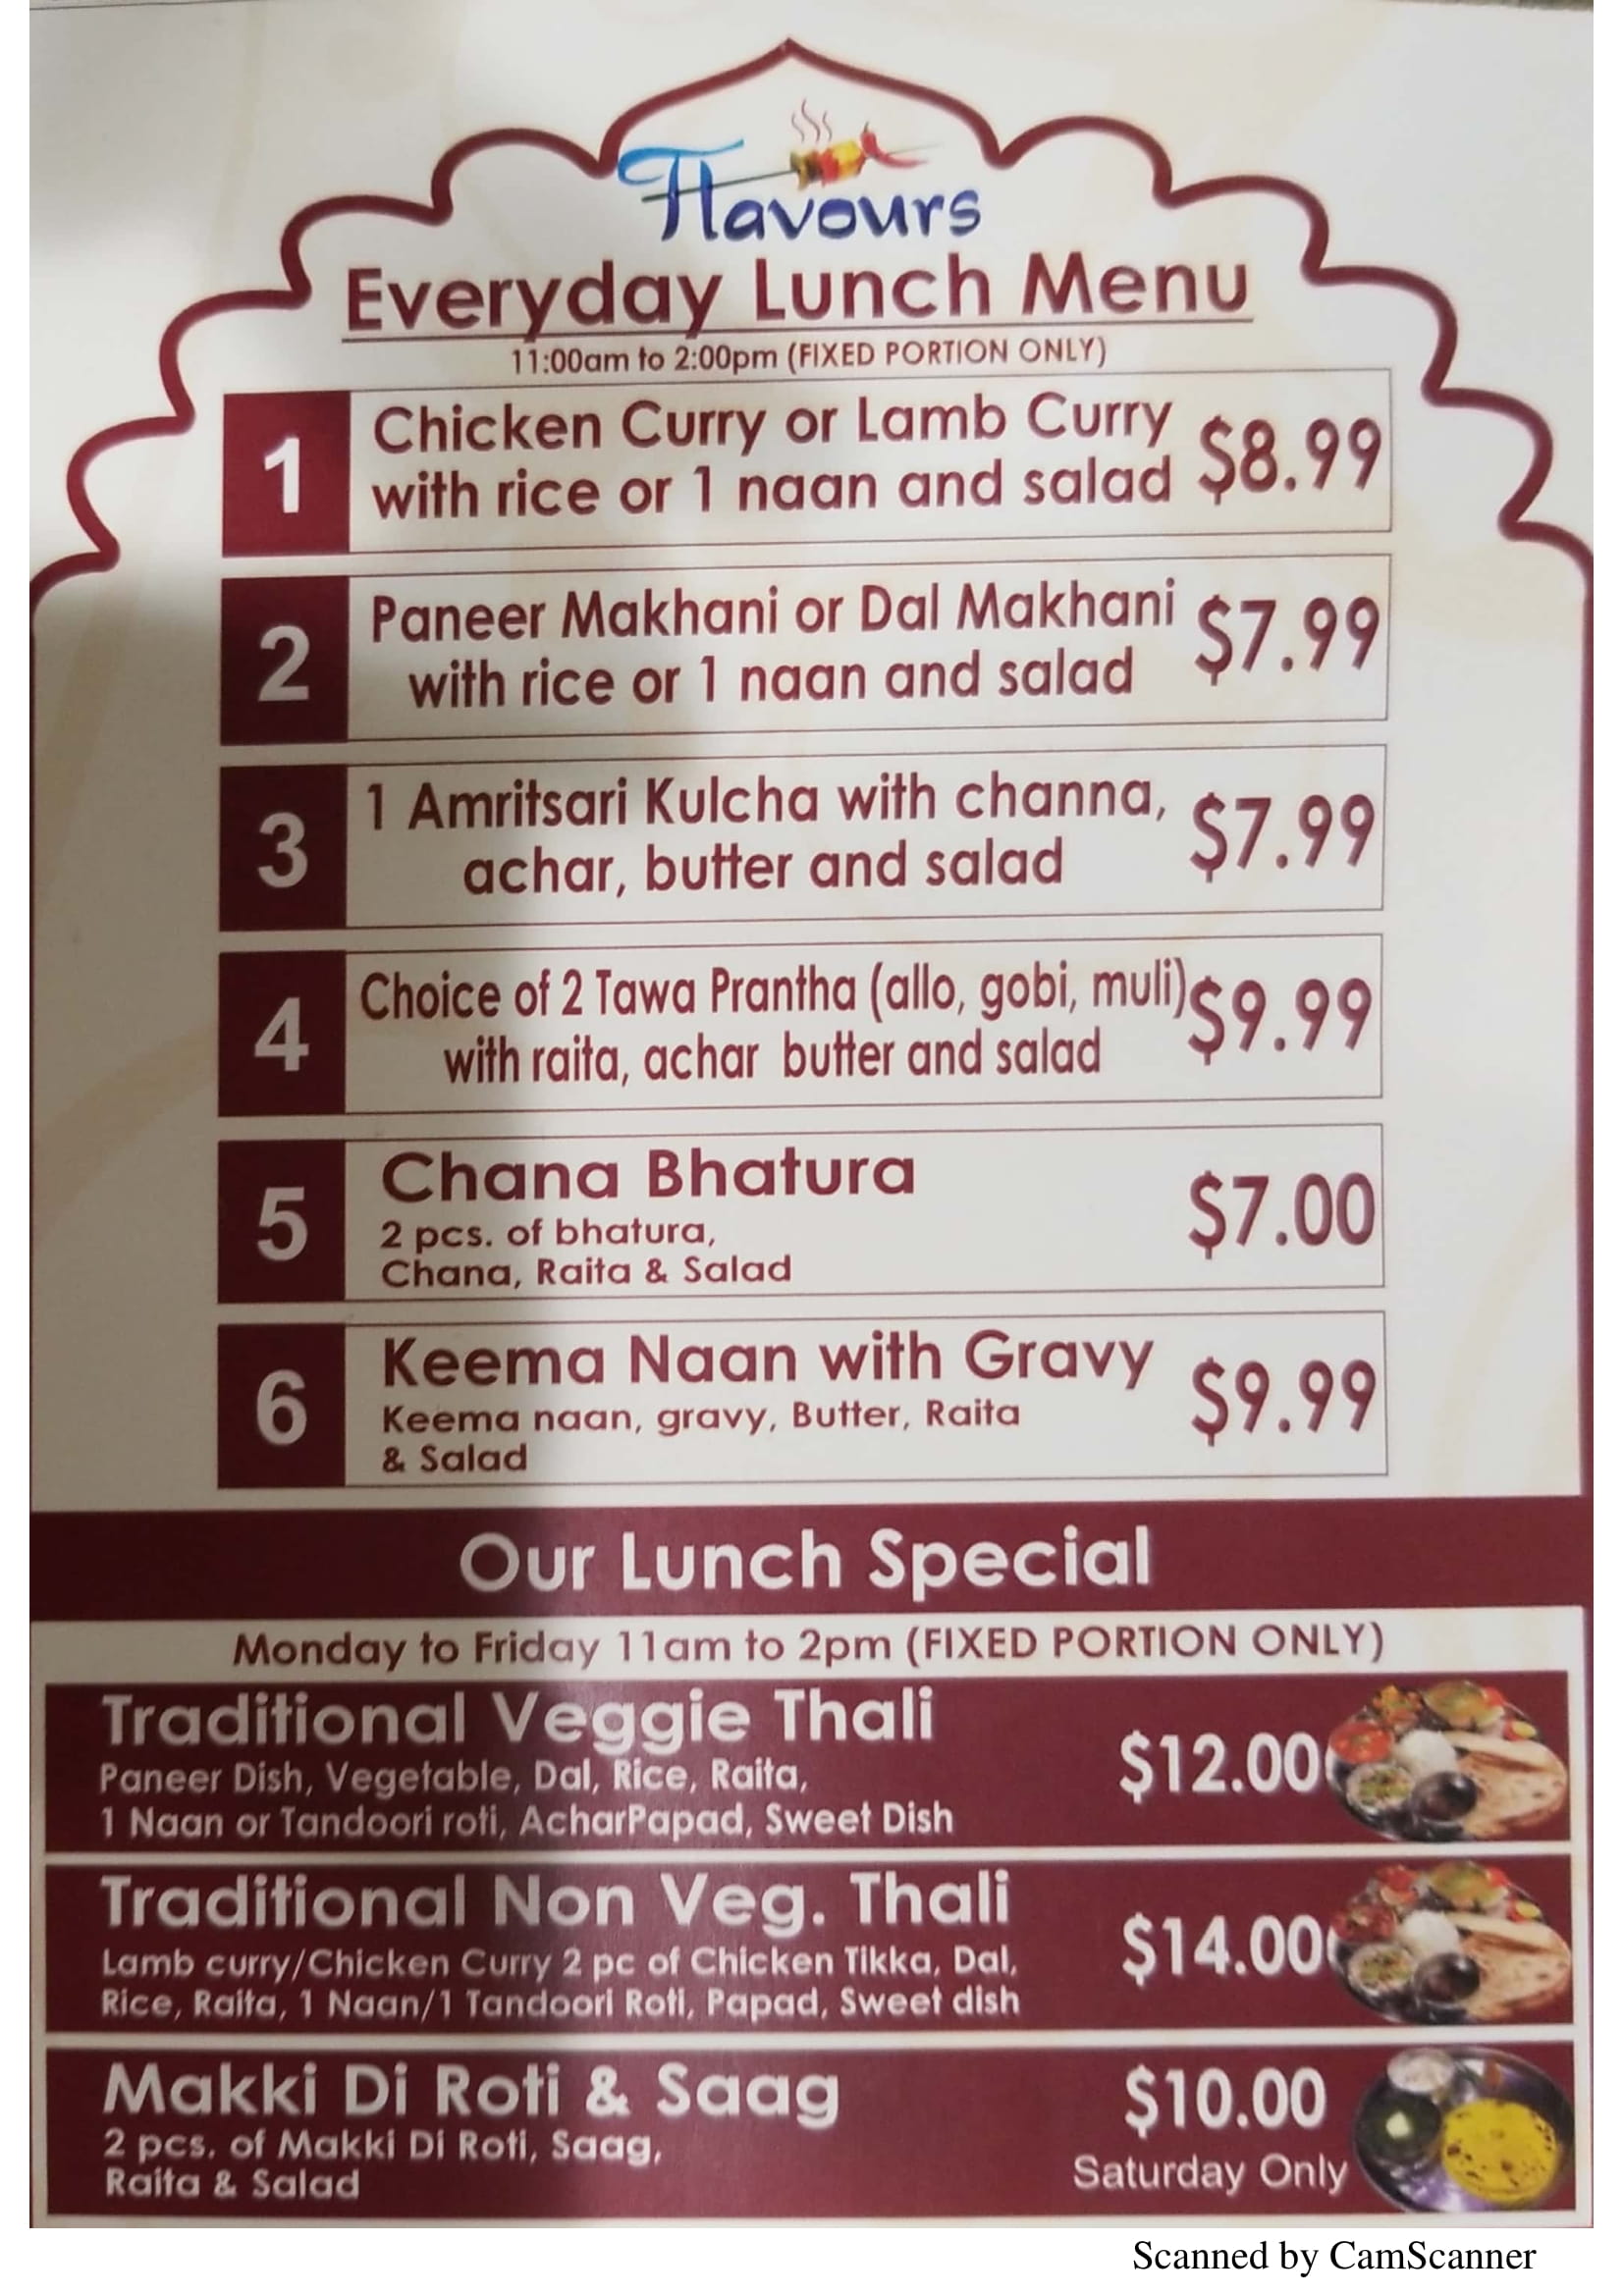 Flavours
Everyday Lunch Menu
11:00am to 2:00pm (FIXED PORTION ONLY)
1
Chicken Curry or Lamb Curry
with rice or 1 naan and salad
$8.99
2
Paneer Makhani or Dal Makhani
with rice or 1 naan and salad
$7.99
3
1 Amritsari Kulcha with channa,
achar, butter and salad
$7.99
4
Choice of 2 Tawa Prantha (allo, gobi, muli)
with raita, achar butter and salad
$9.99
5
Chana Bhatura
2 pcs. of bhatura,
Chana, Raita & Salad
$7.00
6
Keema Naan with Gravy
Keema naan, gravy, Butter, Raita
& Salad
$9.99
Our Lunch Special
Monday to Friday 11am to 2pm (FIXED PORTION ONLY)
Traditional Veggie Thali
Paneer Dish, Vegetable, Dal, Rice, Raita,
1 Naan or Tandoori roti, AcharPapad, Sweet Dish
$12.00
Traditional Non Veg. Thali
Lamb curry/Chicken Curry 2 pc of Chicken Tikka, Dal,
Rice, Raita, 1 Naan/1 Tandoori Roti, Papad, Sweet dish
$14.00
Makki Di Roti & Saag
2 pcs. of Makki Di Roti, Saag,
Raita & Salad
$10.00
Saturday Only
Scanned by CamScanner